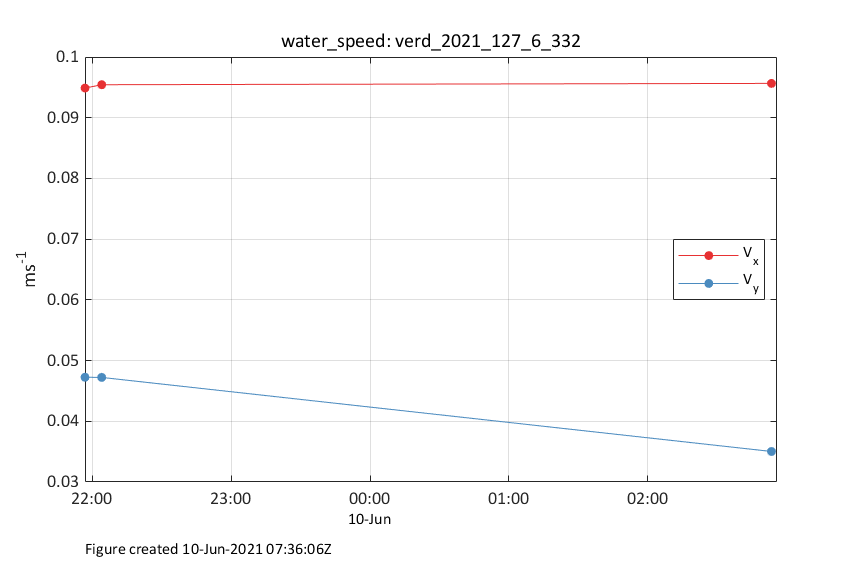 water_speed: verd_2021_127_6_332
0.1
0.09
0.08
0.07
0.06
0.05
0.04
0.03
ms-1
Vx
Vy
22:00 23:00 00:00 01:00 02:00
10-Jun
Figure created 10-Jun-2021 07:36:06Z